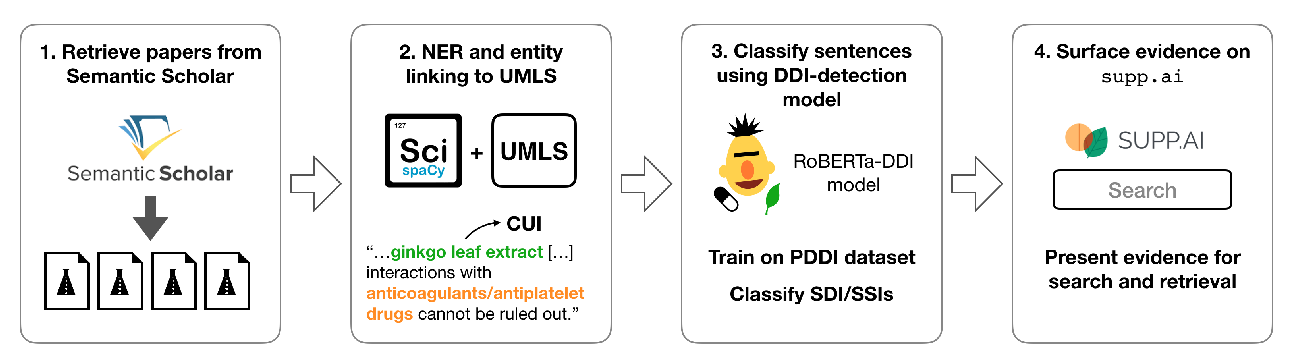 1. Retrieve papers from
Semantic Scholar
Semantic Scholar
2. NER and entity
linking to UMLS
127
Sci
spaCy
+
UMLS
CUI
“…ginkgo leaf extract […]
interactions with
anticoagulants/antiplatelet
drugs cannot be ruled out.”
3. Classify sentences
using DDI-detection
model
RoBERTa-DDI
model
Train on PDDI dataset
Classify SDI/SSIs
4. Surface evidence on
supp.ai
SUPP.AI
Search
Present evidence for
search and retrieval